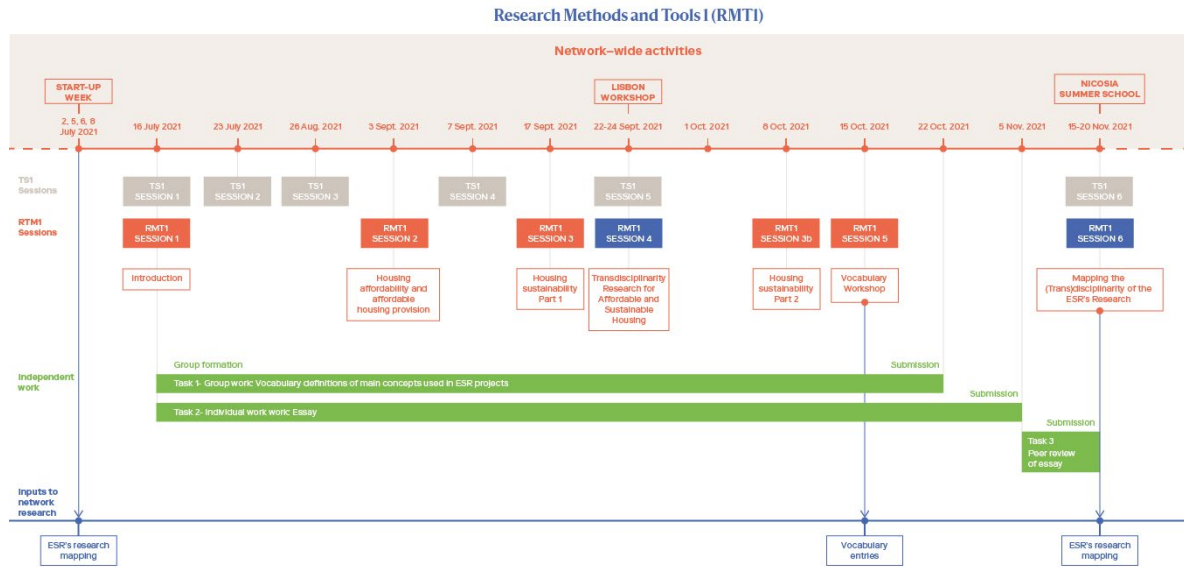 Research Methods and Tools 1 (RMT1)
Network-wide activities
START-UP
WEEK
LISBON
WORKSHOP
NICOSIA
SUMMER SCHOOL
2, 5, 6, 8
July 2021
16 July 2021
23 July 2021
26 Aug. 2021
3 Sept. 2021
7 Sept. 2021
17 Sept. 2021
22-24 Sept. 2021
1 Oct. 2021
8 Oct. 2021
15 Oct. 2021
22 Oct. 2021
5 Nov. 2021
15-20 Nov. 2021
TS1
Sessions
TS1
SESSION 1
TS1
SESSION 2
TS1
SESSION 3
TS1
SESSION 4
TS1
SESSION 5
TS1
SESSION 6
RTM1
Sessions
RMT1
SESSION 1
RMT1
SESSION 2
RMT1
SESSION 3
RMT1
SESSION 4
RMT1
SESSION 3b
RMT1
SESSION 5
RMT1
SESSION 6
Introduction
Housing
affordability and
affordable
housing provision
Housing
sustainability
Part 1
Transdisciplinarity
Research for
Affordable and
Sustainable
Housing
Housing
sustainability
Part 2
Vocabulary
Workshop
Mapping the
(Trans)disciplinarity of the
ESR's Research
Independent
work
Group formation
Submission
Task 1- Group work: Vocabulary definitions of main concepts used in ESR projects
Submission
Task 2- Individual work work: Essay
Submission
Task 3
Peer review
of essay
Inputs to
network
research
ESR's research
mapping
Vocabulary
entries
ESR's research
mapping